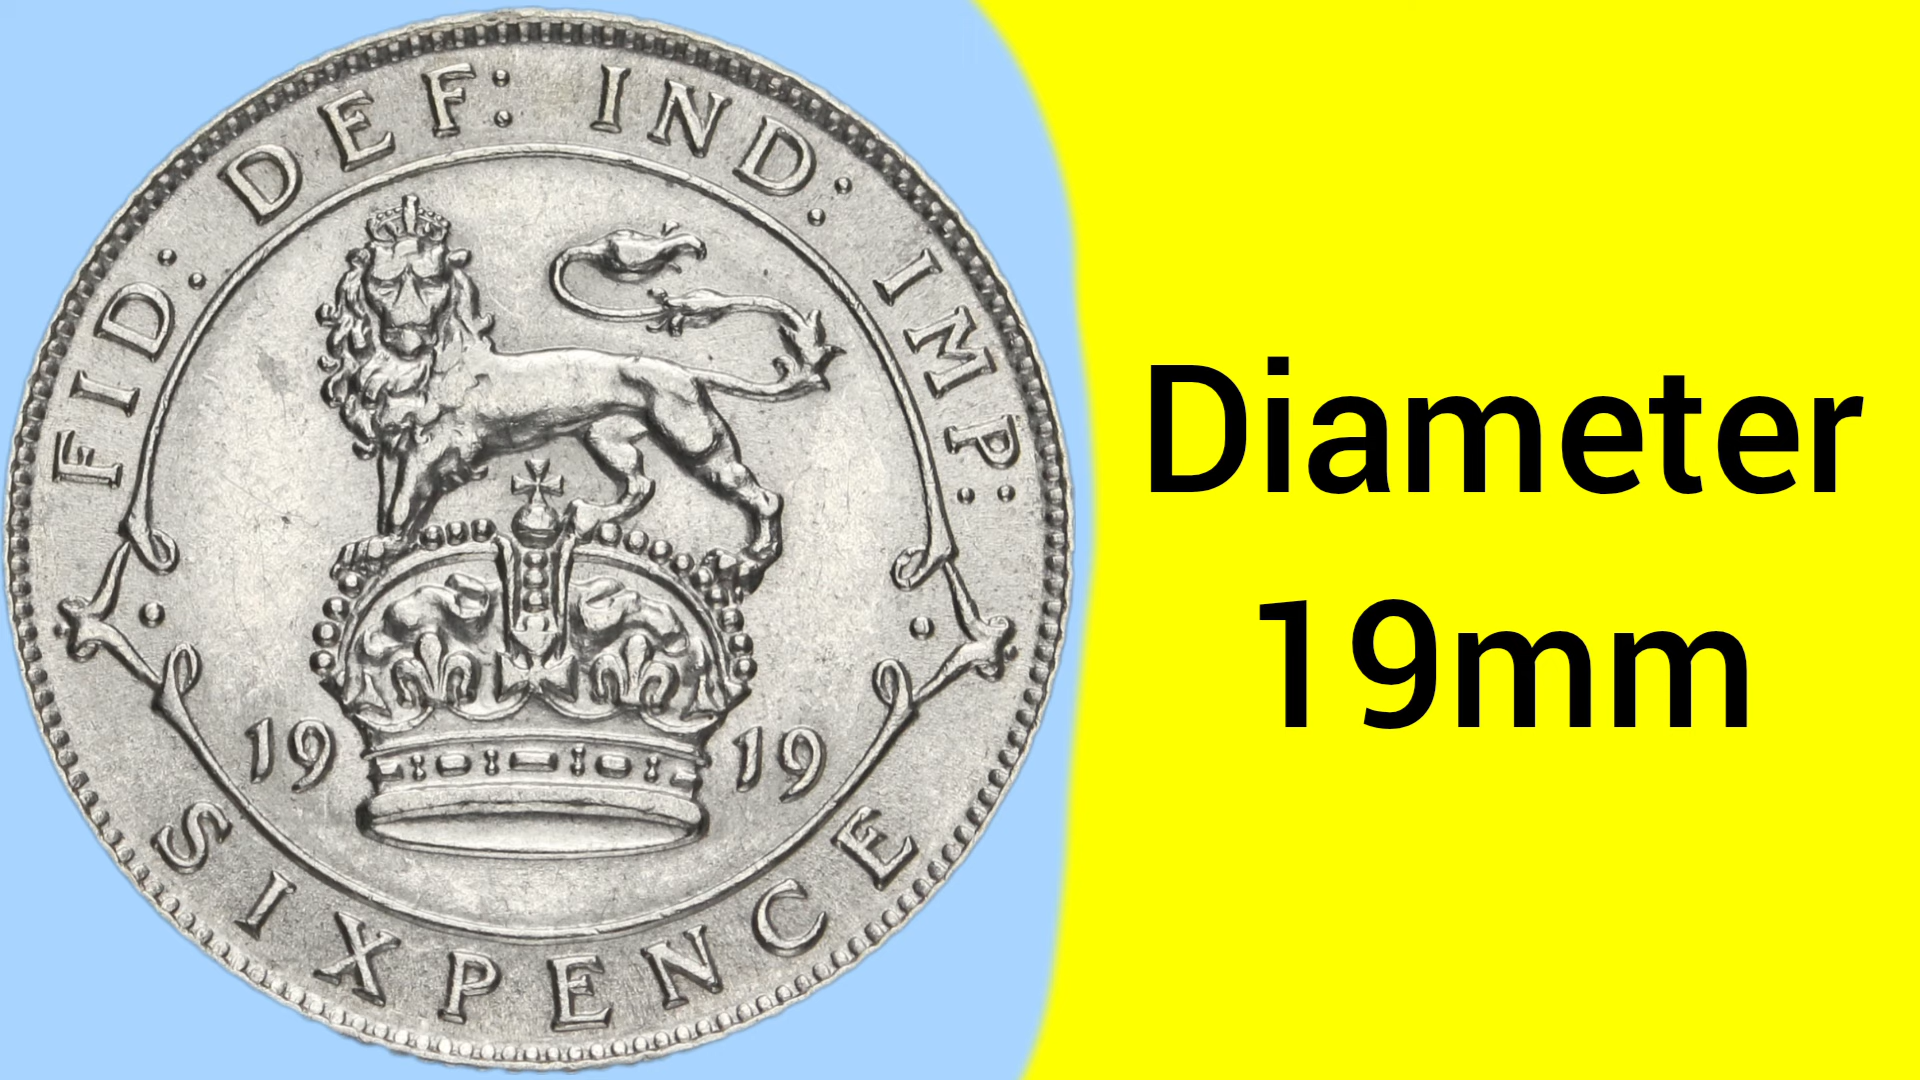 FID: DEF: IND: IMP:
19 19
SIXPENCE
Diameter
19mm